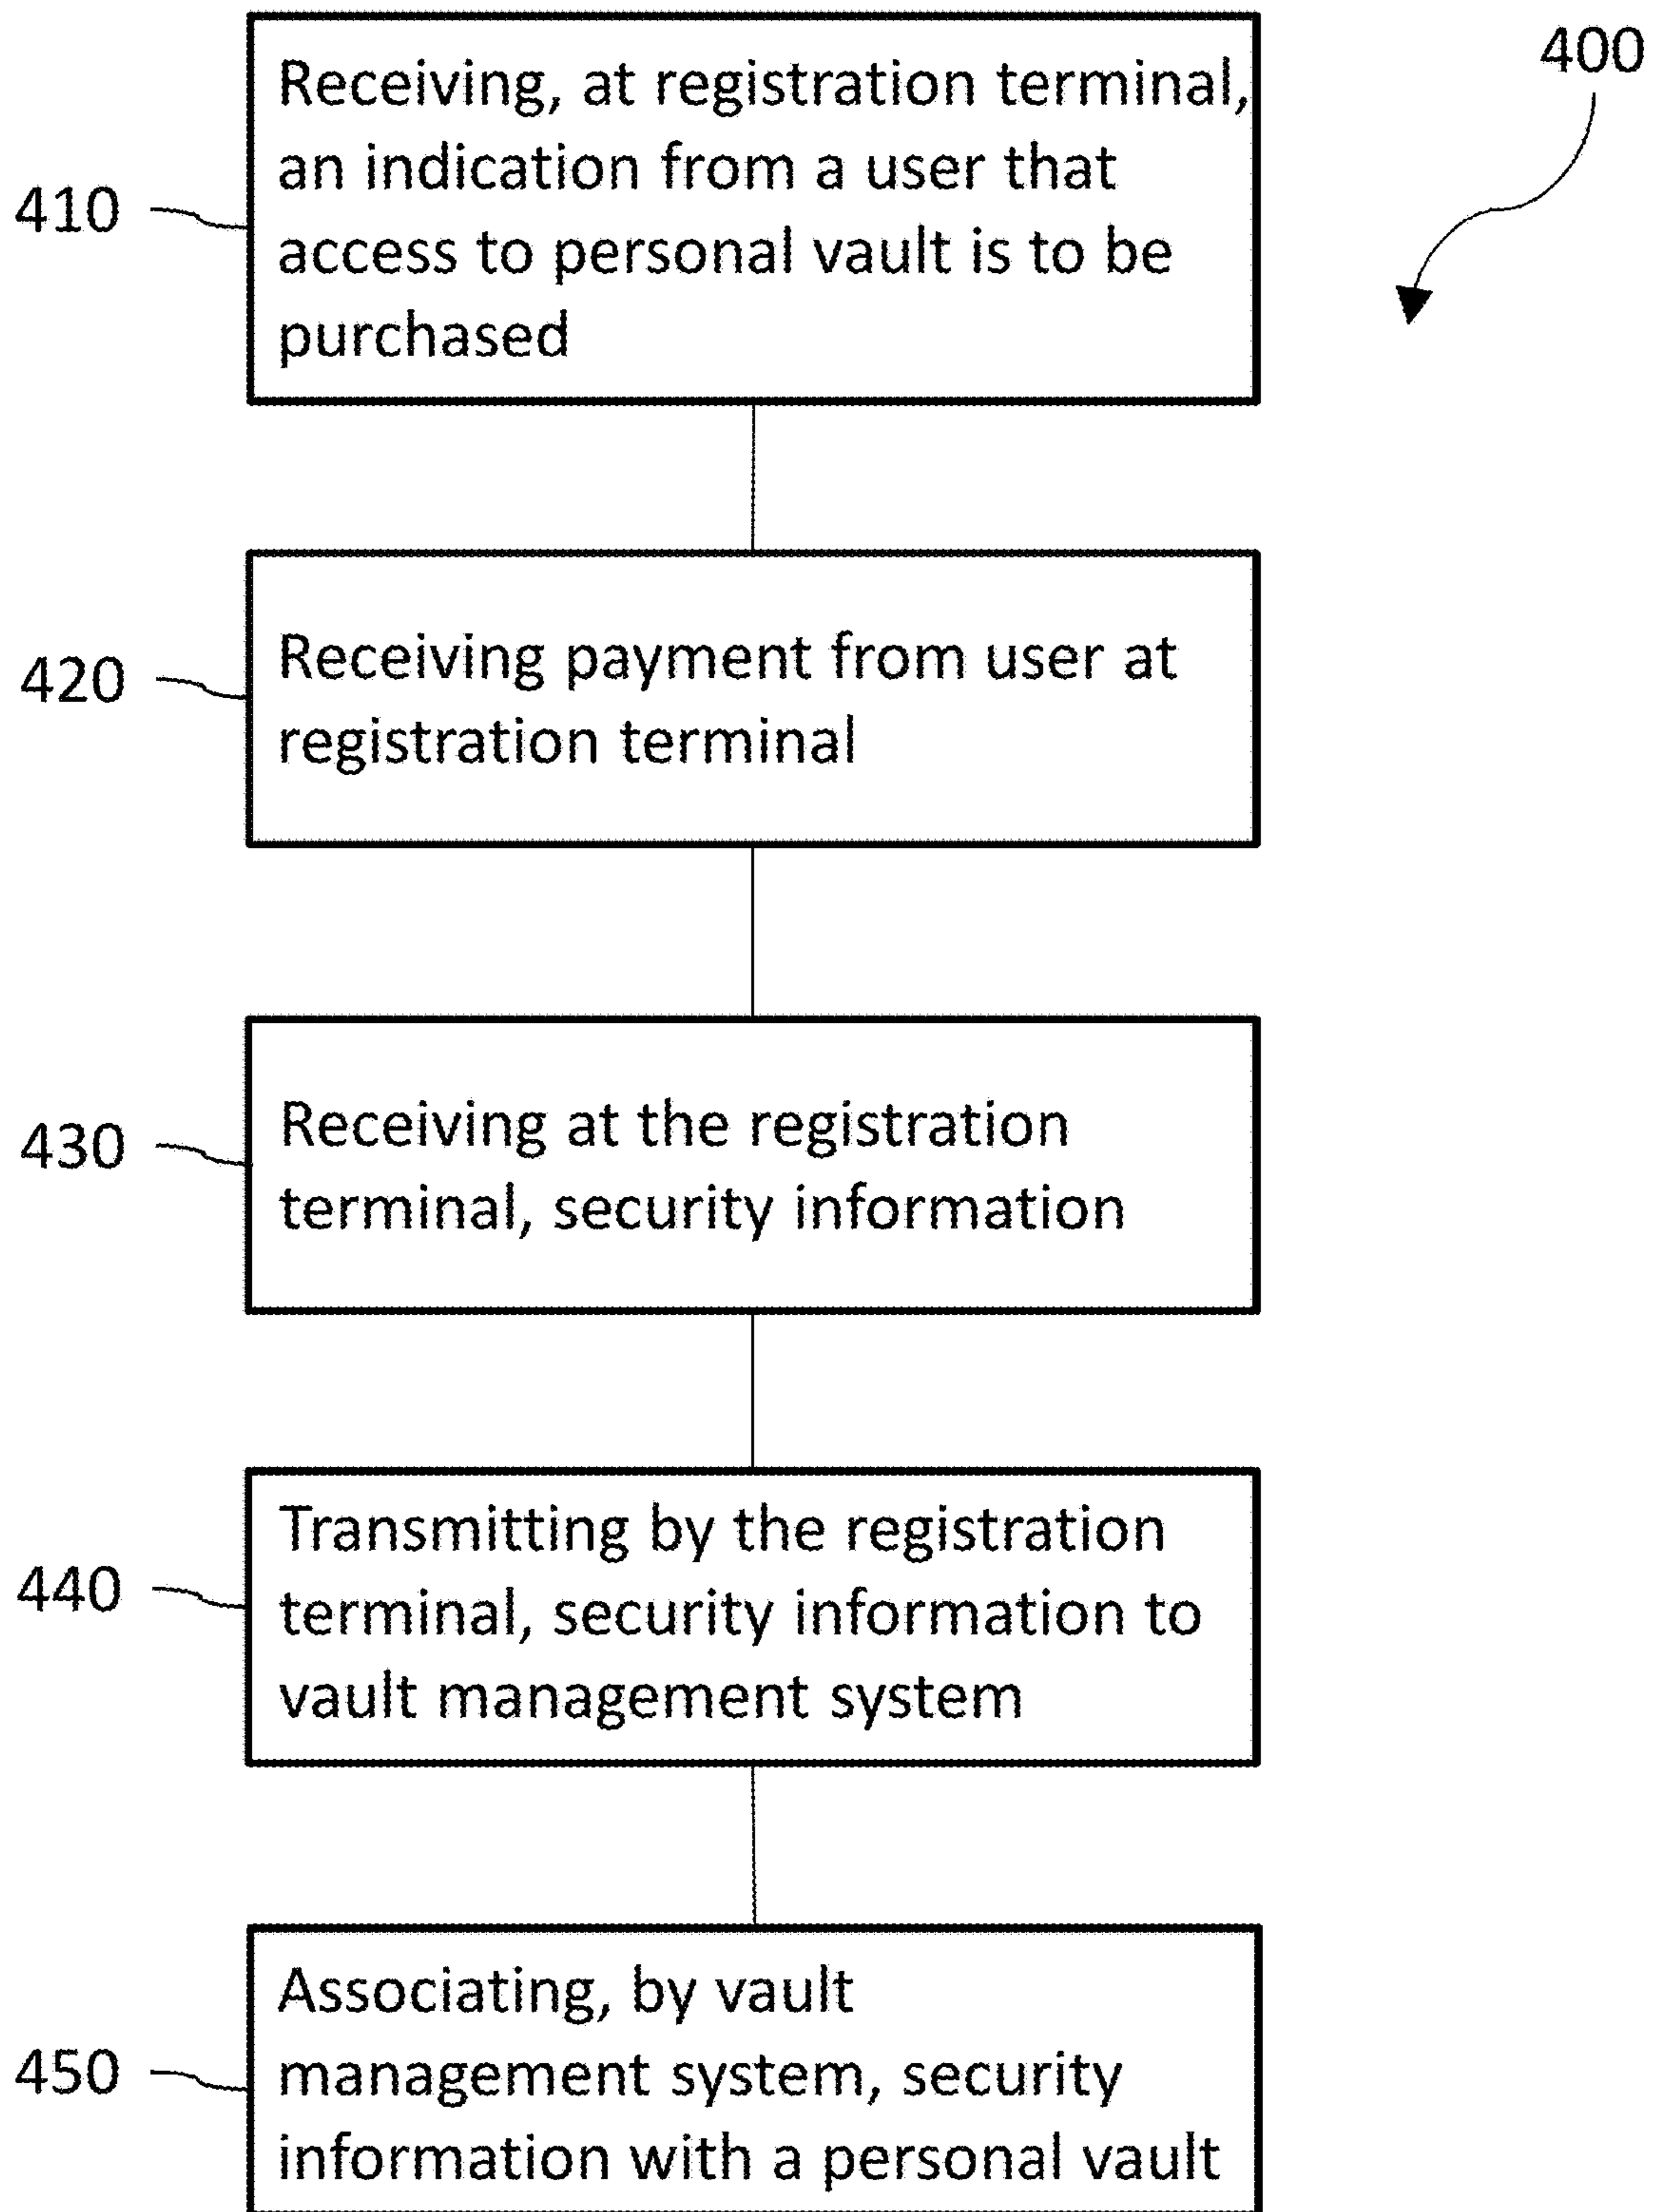 400
410
Receiving, at registration terminal,
an indication from a user that
access to personal vault is to be
purchased
420
Receiving payment from user at
registration terminal
430
Receiving at the registration
terminal, security information
440
Transmitting by the registration
terminal, security information to
vault management system
450
Associating, by vault
management system, security
information with a personal vault